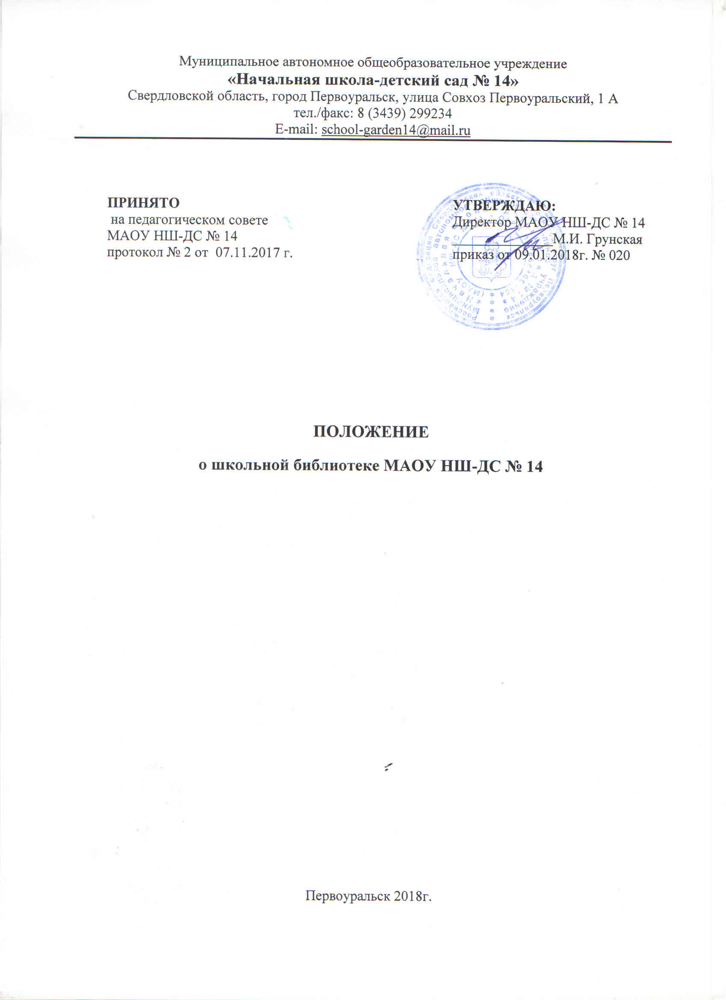 Муниципальное автономное общеобразовательное учреждение
«Начальная школа-детский сад № 14»
Свердловской область, город Первоуральск, улица Совхоз Первоуральский, 1 А
тел./факс: 8 (3439) 299234
E-mail: school-garden14@mail.ru
ПРИНЯТО
на педагогическом совете
МАОУ НШ-ДС № 14
протокол № 2 от 07.11.2017 г.
УТВЕРЖДАЮ:
Директор МАОУ НШ-ДС № 14
М.И. Грунская
приказ от 09.01.2018г. № 020
ПОЛОЖЕНИЕ
о школьной библиотеке МАОУ НШ-ДС № 14
Первоуральск 2018г.